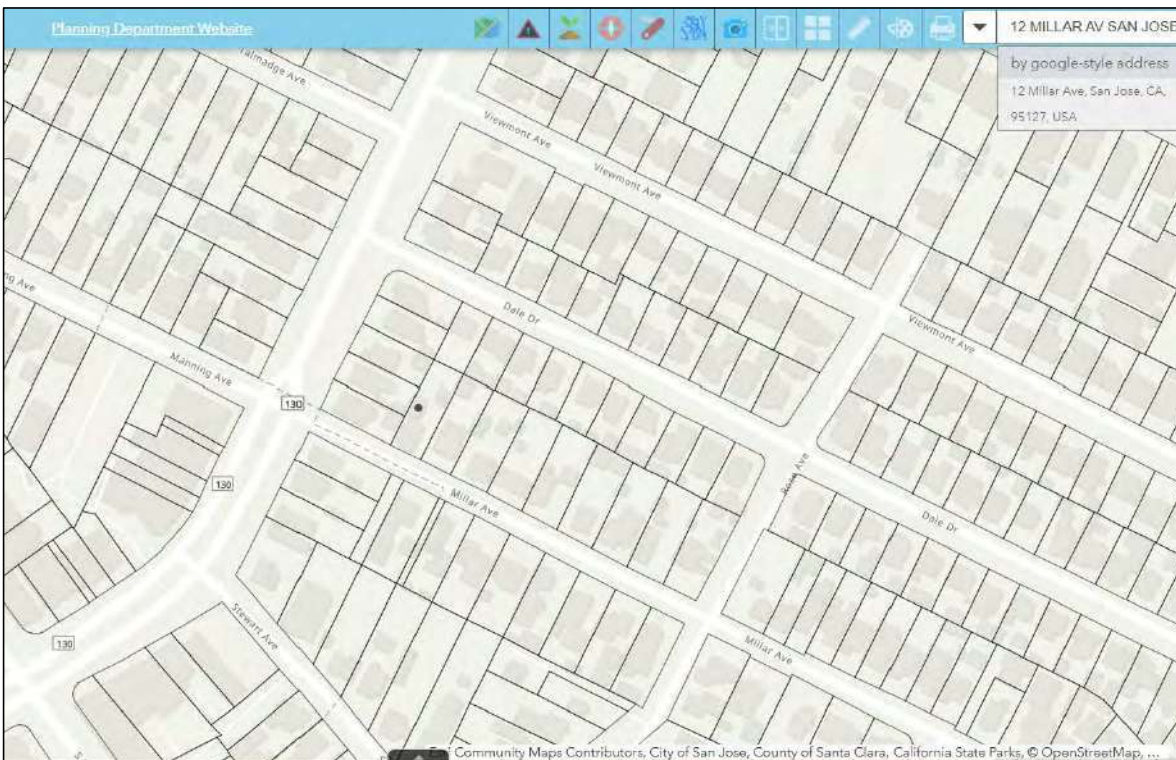 Planning Department Website
12 MILLAR AV SAN JOSE
by google-style address
12 Millar Ave, San Jose, CA,
95127, USA
Viewmont Ave
Viewmont Ave
Dale Dr
Viewmont Ave
Manning Ave
130
130
Millar Ave
Ross Ave
Dale Dr
Stewart Ave
130
Millar Ave
Community Maps Contributors, City of San Jose, County of Santa Clara, California State Parks, © OpenStreetMap, ...